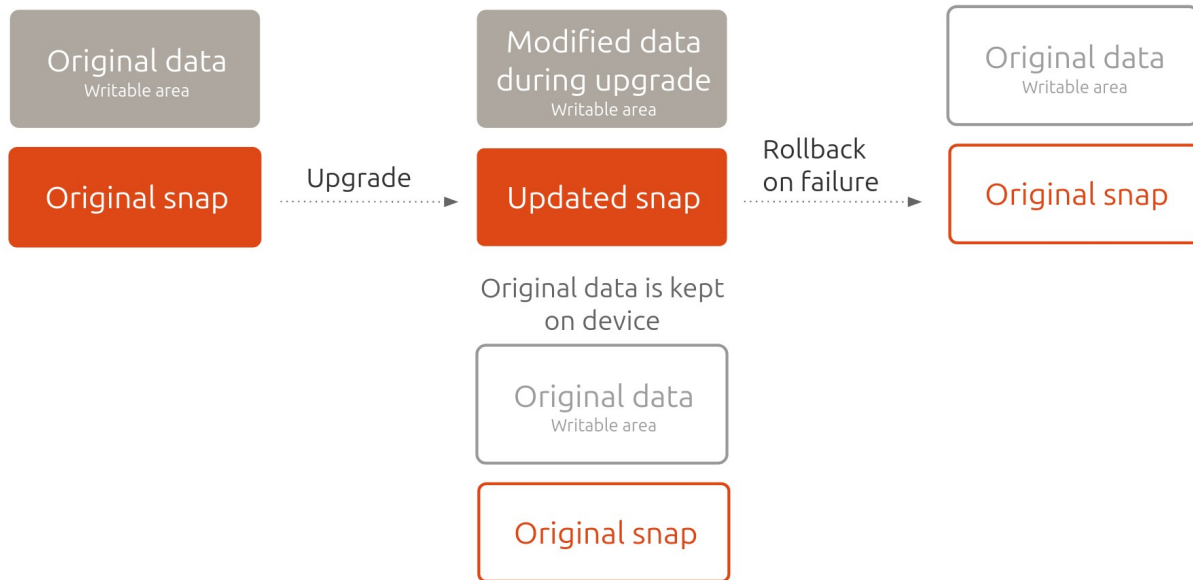 Original data
Writable area
Original snap
Upgrade
Modified data
during upgrade
Writable area
Updated snap
Original data is kept
on device
Original data
Writable area
Original snap
Rollback
on failure
Original data
Writable area
Original snap